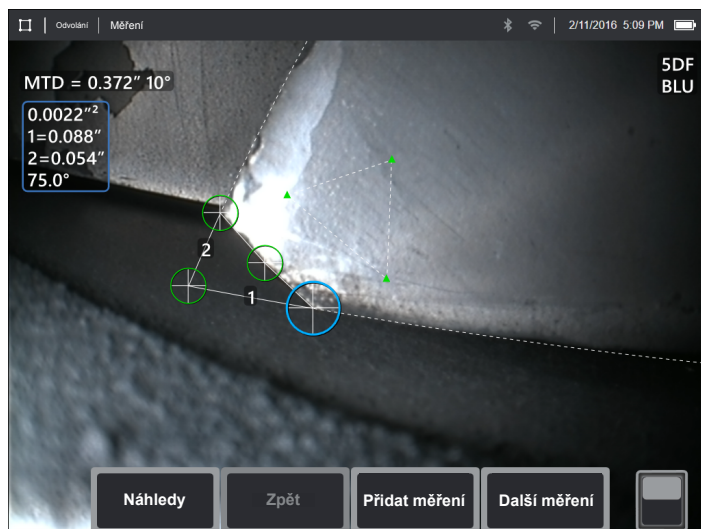 Odvolání Měření 2/11/2016 5:09 PM
MTD = 0.372" 10°
5DF
BLU
0.0022"²
1=0.088"
2=0.054"
75.0°
2
1
Náhledy Zpět Přidat měření Další měření